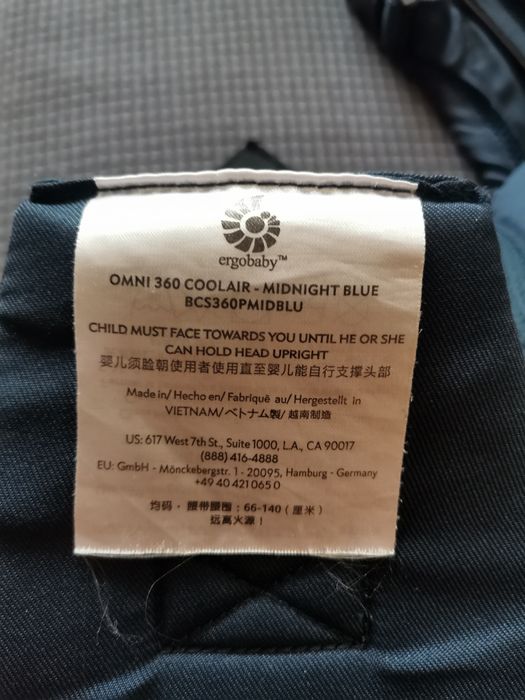 ergobaby™
OMNI 360 COOLAIR - MIDNIGHT BLUE
BCS360PMIDBLU
CHILD MUST FACE TOWARDS YOU UNTIL HE OR SHE
CAN HOLD HEAD UPRIGHT
婴儿须脸朝使用者使用直至婴儿能自行支撑头部
Made in/ Hecho en/ Fabriqué au/ Hergestellt in
VIETNAM/ベトナム製/ 越南制造
US: 617 West 7th St., Suite 1000, L.A., CA 90017
(888) 416-4888
EU: GmbH - Mönckebergstr. 1 - 20095, Hamburg - Germany
+49 40 421 065 0
均码 · 腰带腰围：66-140 ( 厘米 )
远离火源！